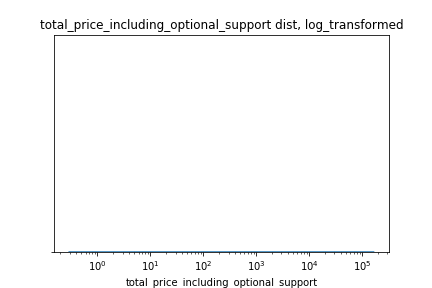 total_price_including_optional_support dist, log_transformed
10⁰ 10¹ 10² 10³ 10⁴ 10⁵
total_price_including_optional_support